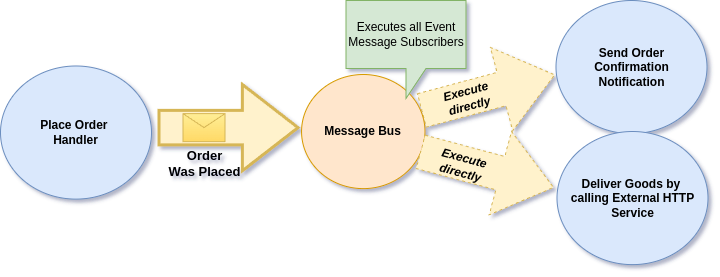 Place Order
Handler
Order
Was Placed
Executes all Event
Message Subscribers
Message Bus
Execute
directly
Execute
directly
Send Order
Confirmation
Notification
Deliver Goods by
calling External HTTP
Service